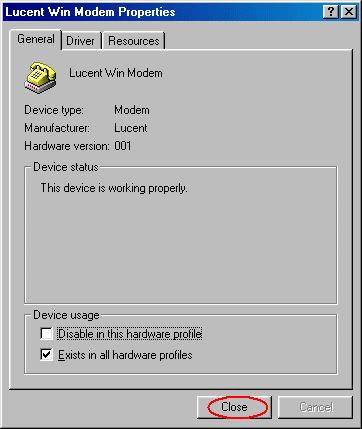 Lucent Win Modem Properties
General Driver Resources
Lucent Win Modem
Device type: Modem
Manufacturer: Lucent
Hardware version: 001
Device status
This device is working properly.
Device usage
Disable in this hardware profile
Exists in all hardware profiles
Close Cancel